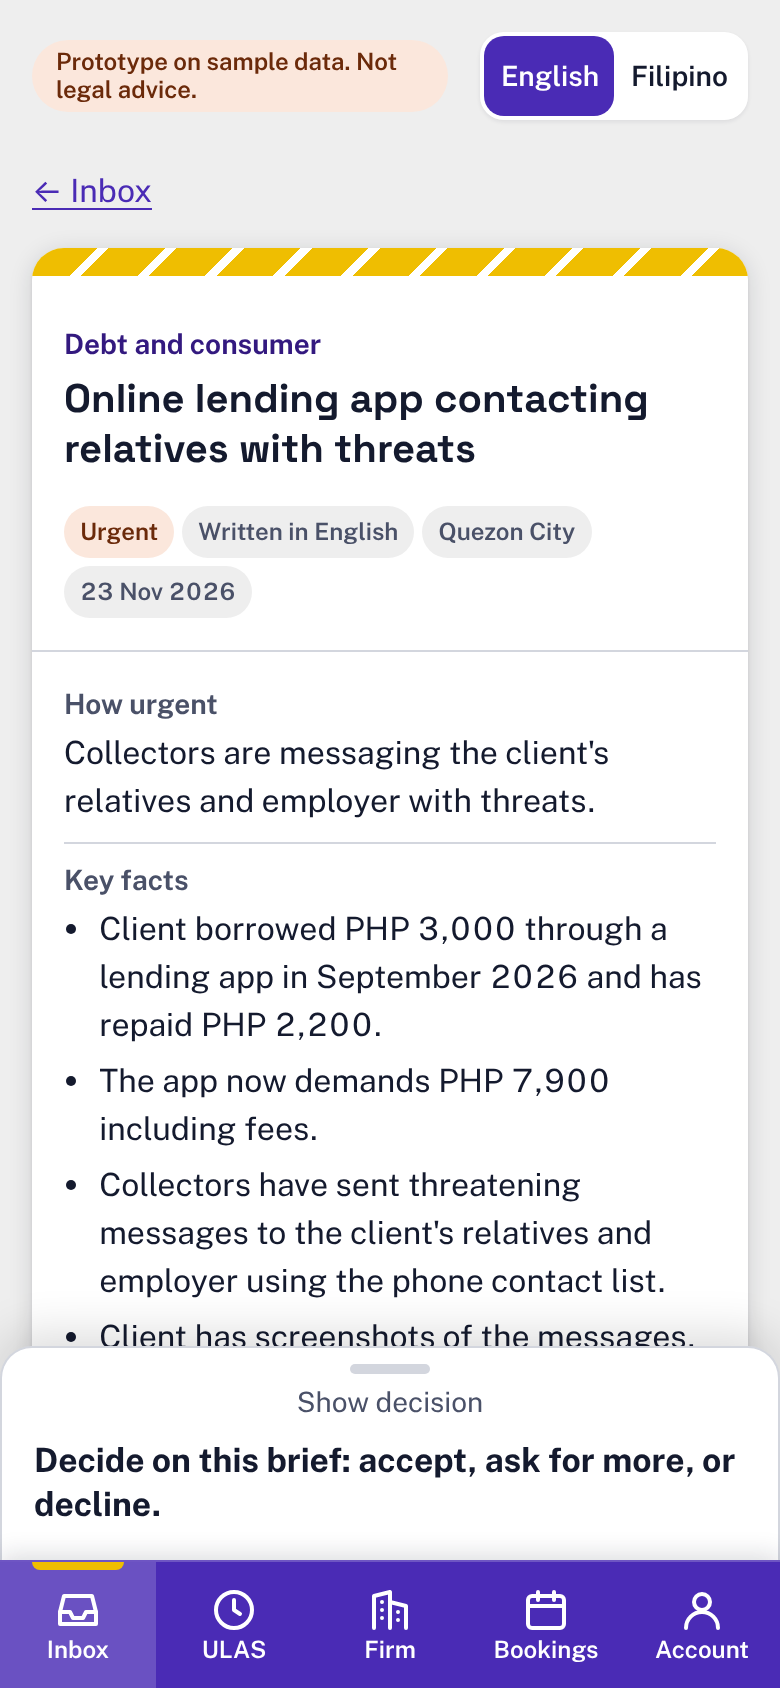 Prototype on sample data. Not
legal advice.
English
Filipino
← Inbox
Debt and consumer
Online lending app contacting
relatives with threats
Urgent
Written in English
Quezon City
23 Nov 2026
How urgent
Collectors are messaging the client's
relatives and employer with threats.
Key facts
• Client borrowed PHP 3,000 through a
lending app in September 2026 and has
repaid PHP 2,200.
• The app now demands PHP 7,900
including fees.
• Collectors have sent threatening
messages to the client's relatives and
employer using the phone contact list.
• Client has screenshots of the messages.
Show decision
Decide on this brief: accept, ask for more, or
decline.
Inbox
ULAS
Firm
Bookings
Account